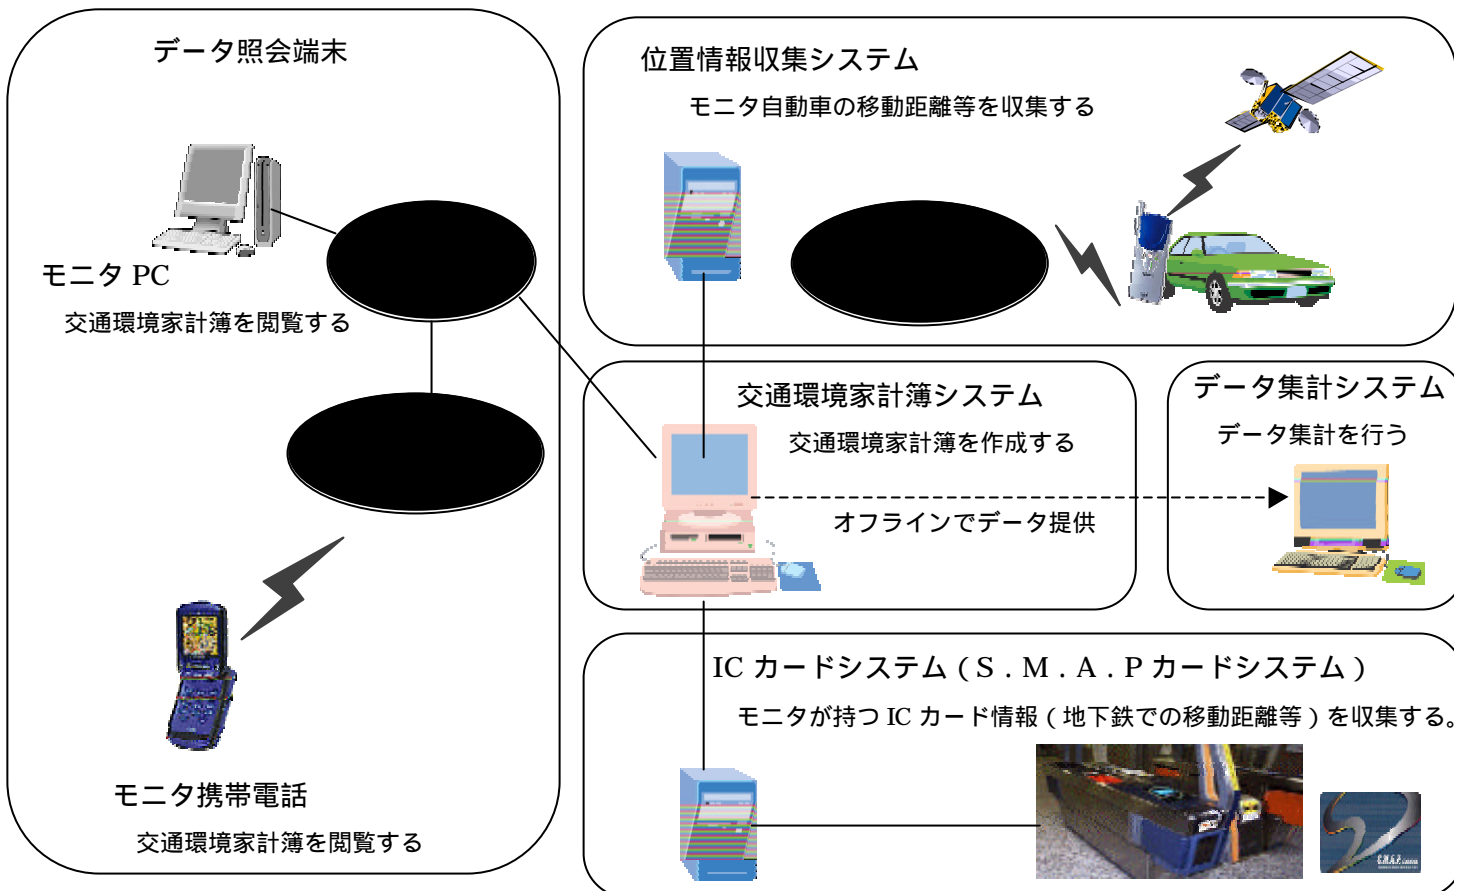 データ照会端末
モニタ PC
交通環境家計簿を閲覧する
モニタ携帯電話
交通環境家計簿を閲覧する
位置情報収集システム
モニタ自動車の移動距離等を収集する
交通環境家計簿システム
交通環境家計簿を作成する
オフラインでデータ提供
データ集計システム
データ集計を行う
IC カードシステム（S．M．A．P カードシステム）
モニタが持つ IC カード情報（地下鉄での移動距離等）を収集する。
S.M.A.P.